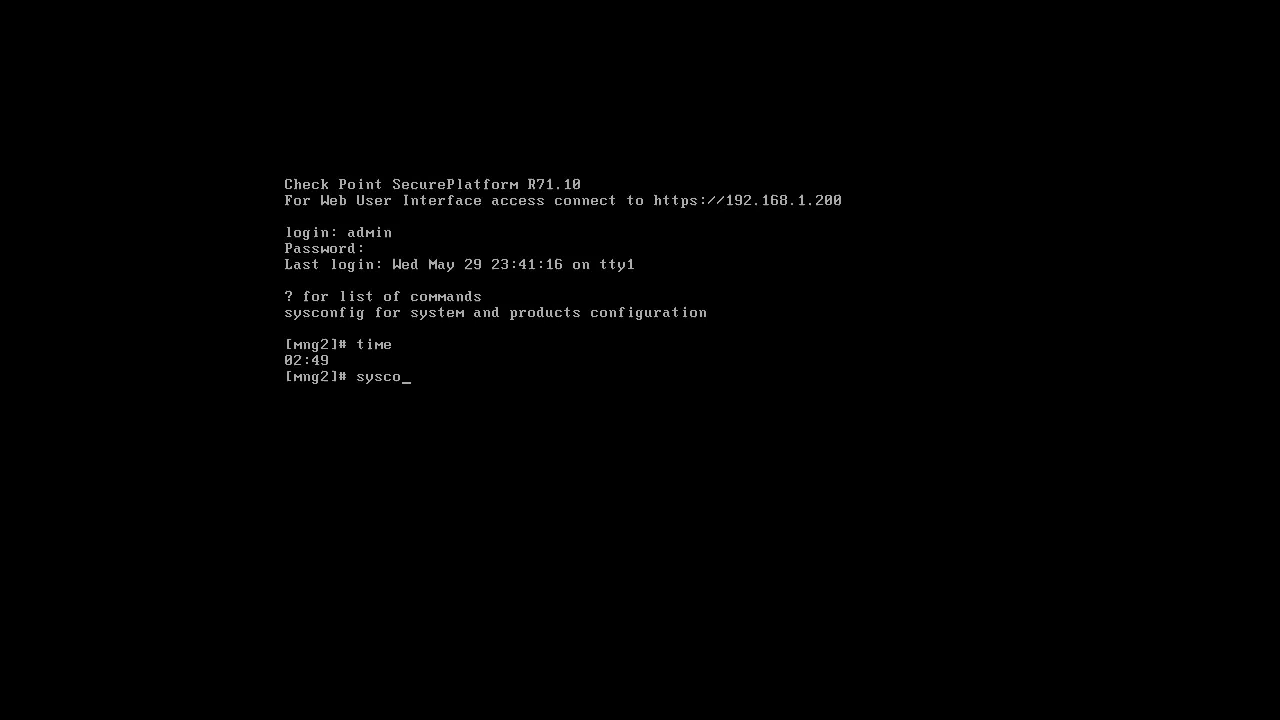 Check Point SecurePlatform R71.10
For Web User Interface access connect to https://192.168.1.200
login: admin
Password:
Last login: Wed May 29 23:41:16 on tty1
? for list of commands
sysconfig for system and products configuration
[mng2]# time
02:49
[mng2]# sysco_